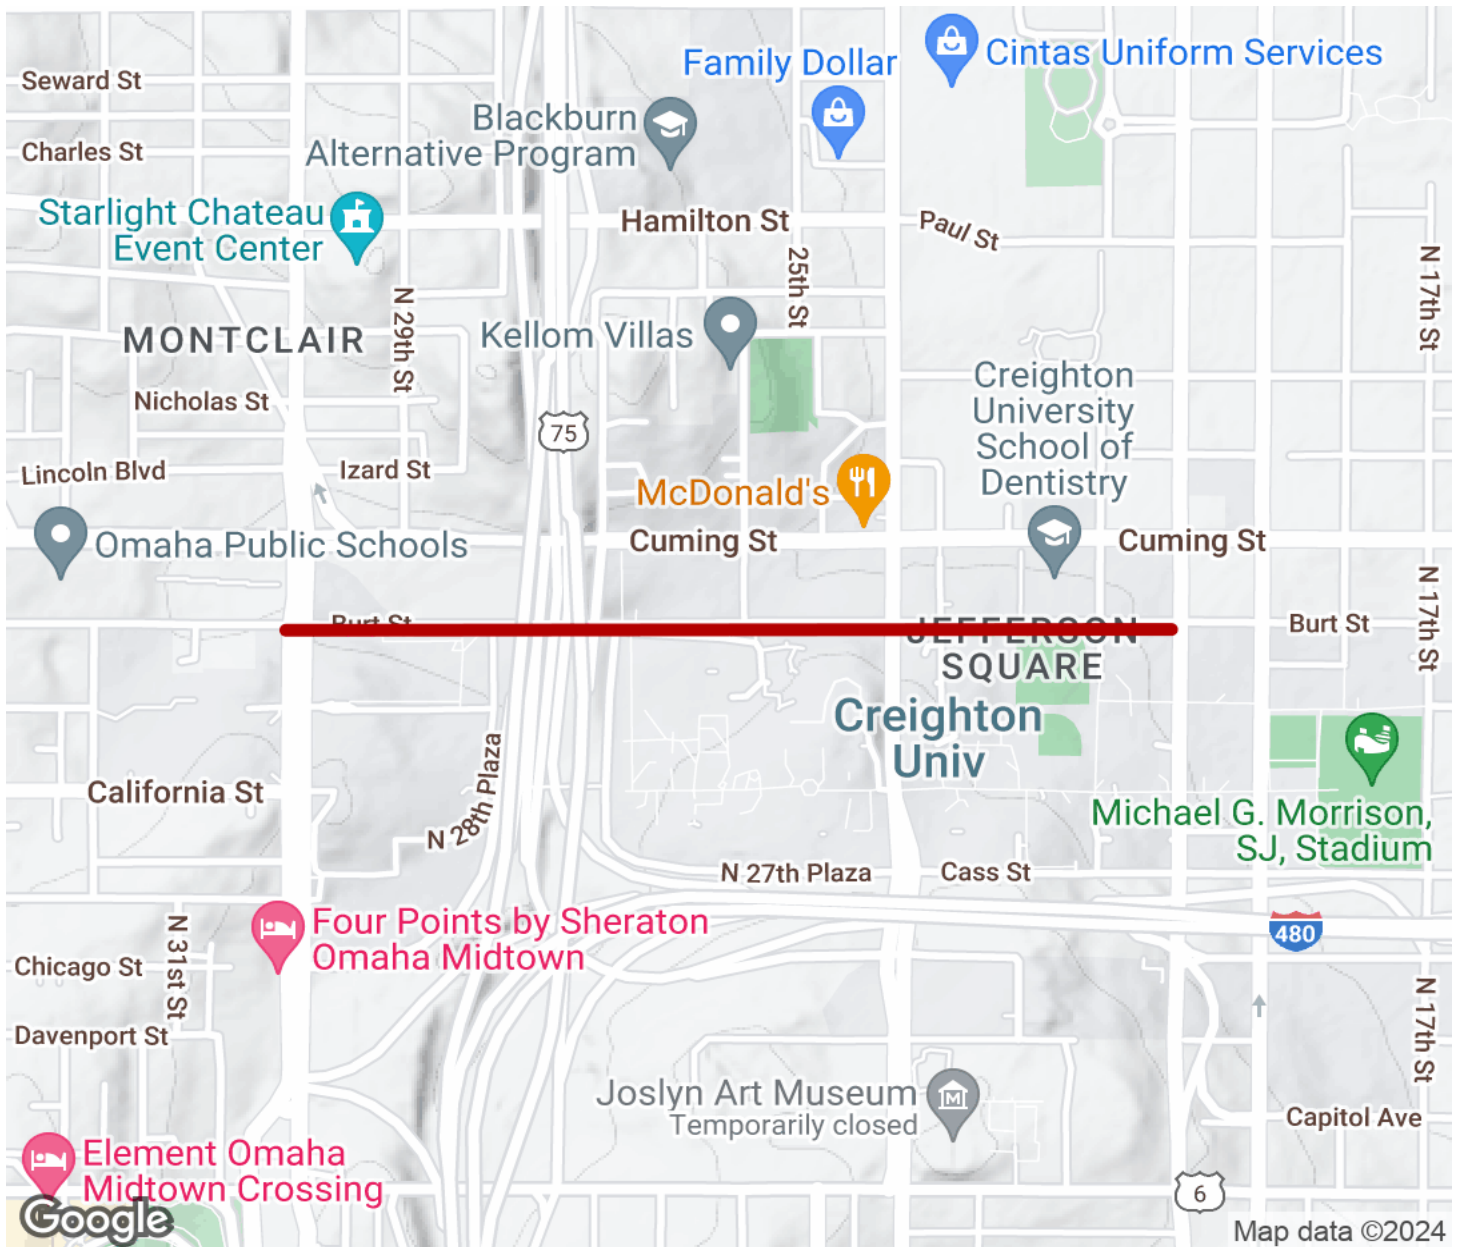 Family Dollar
Cintas Uniform Services
Seward St
Blackburn
Alternative Program
Charles St
Starlight Chateau
Event Center
Hamilton St
Paul St
25th St
N 17th St
N 29th St
MONTCLAIR
Kellom Villas
Nicholas St
75
Creighton
University
School of
Dentistry
Lincoln Blvd
Izard St
McDonald's
Omaha Public Schools
Cuming St
Cuming St
N 17th St
Burt St
JEFFERSON
SQUARE
Burt St
Creighton
Univ
California St
N 28th Plaza
Michael G. Morrison,
SJ, Stadium
N 27th Plaza
Cass St
Four Points by Sheraton
Omaha Midtown
480
N 31st St
Chicago St
N 17th St
Davenport St
Joslyn Art Museum
Temporarily closed
M
Capitol Ave
Element Omaha
Midtown Crossing
6
Google
Map data ©2024